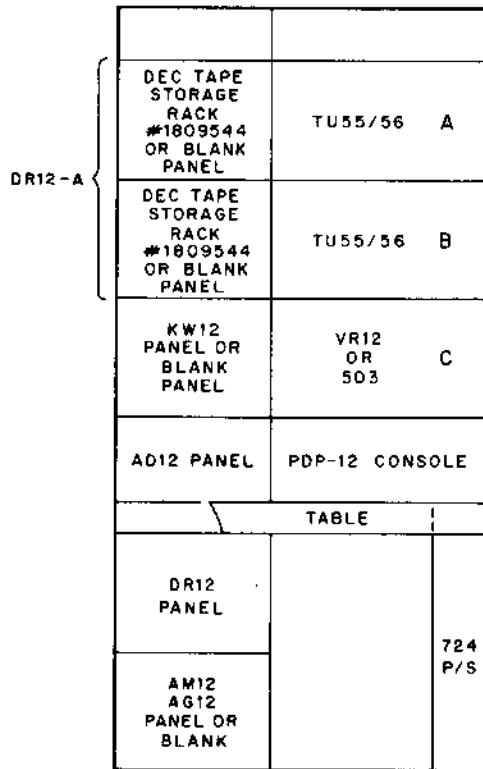 DEC TAPE
STORAGE
RACK
#1809544
OR BLANK
PANEL
TU55/56 A
DR12-A
DEC TAPE
STORAGE
RACK
#1809544
OR BLANK
PANEL
TU55/56 B
KW12
PANEL OR
BLANK
PANEL
VR12
OR
503
C
AD12 PANEL
PDP-12 CONSOLE
TABLE
DR12
PANEL
724
P/S
AM12
AG12
PANEL OR
BLANK